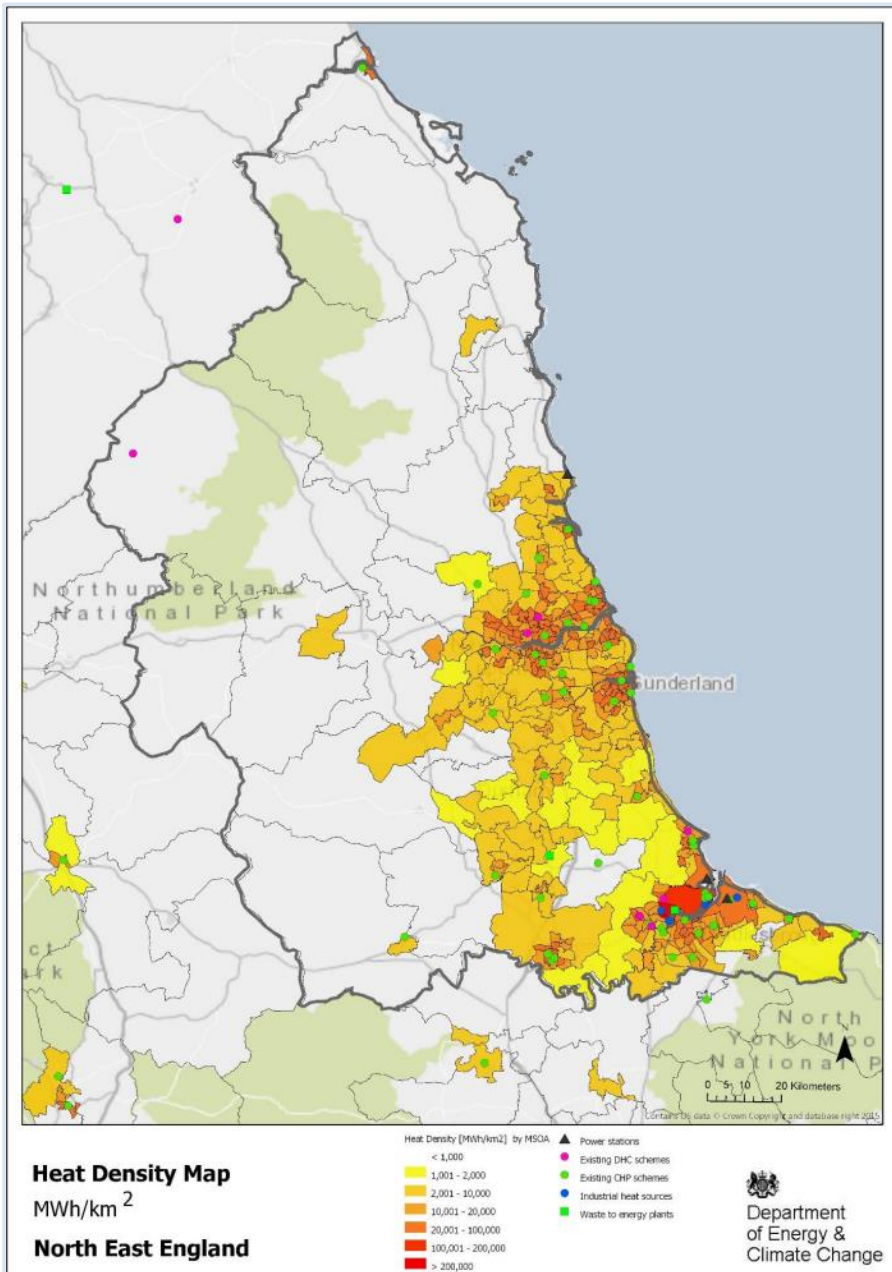 Northumberland
National Park
Sunderland
ct
ark
North
York Moo
National P
N
0 5 10 20 Kilometers
Contains OS data © Crown Copyright and database right 2015
Heat Density Map
MWh/km 2
North East England
Heat Density [MWh/km2] by MSOA
< 1,000
1,001 - 2,000
2,001 - 10,000
10,001 - 20,000
20,001 - 100,000
100,001 - 200,000
> 200,000
Power stations
Existing DHC schemes
Existing CHP schemes
Industrial heat sources
Waste to energy plants
Department
of Energy &
Climate Change